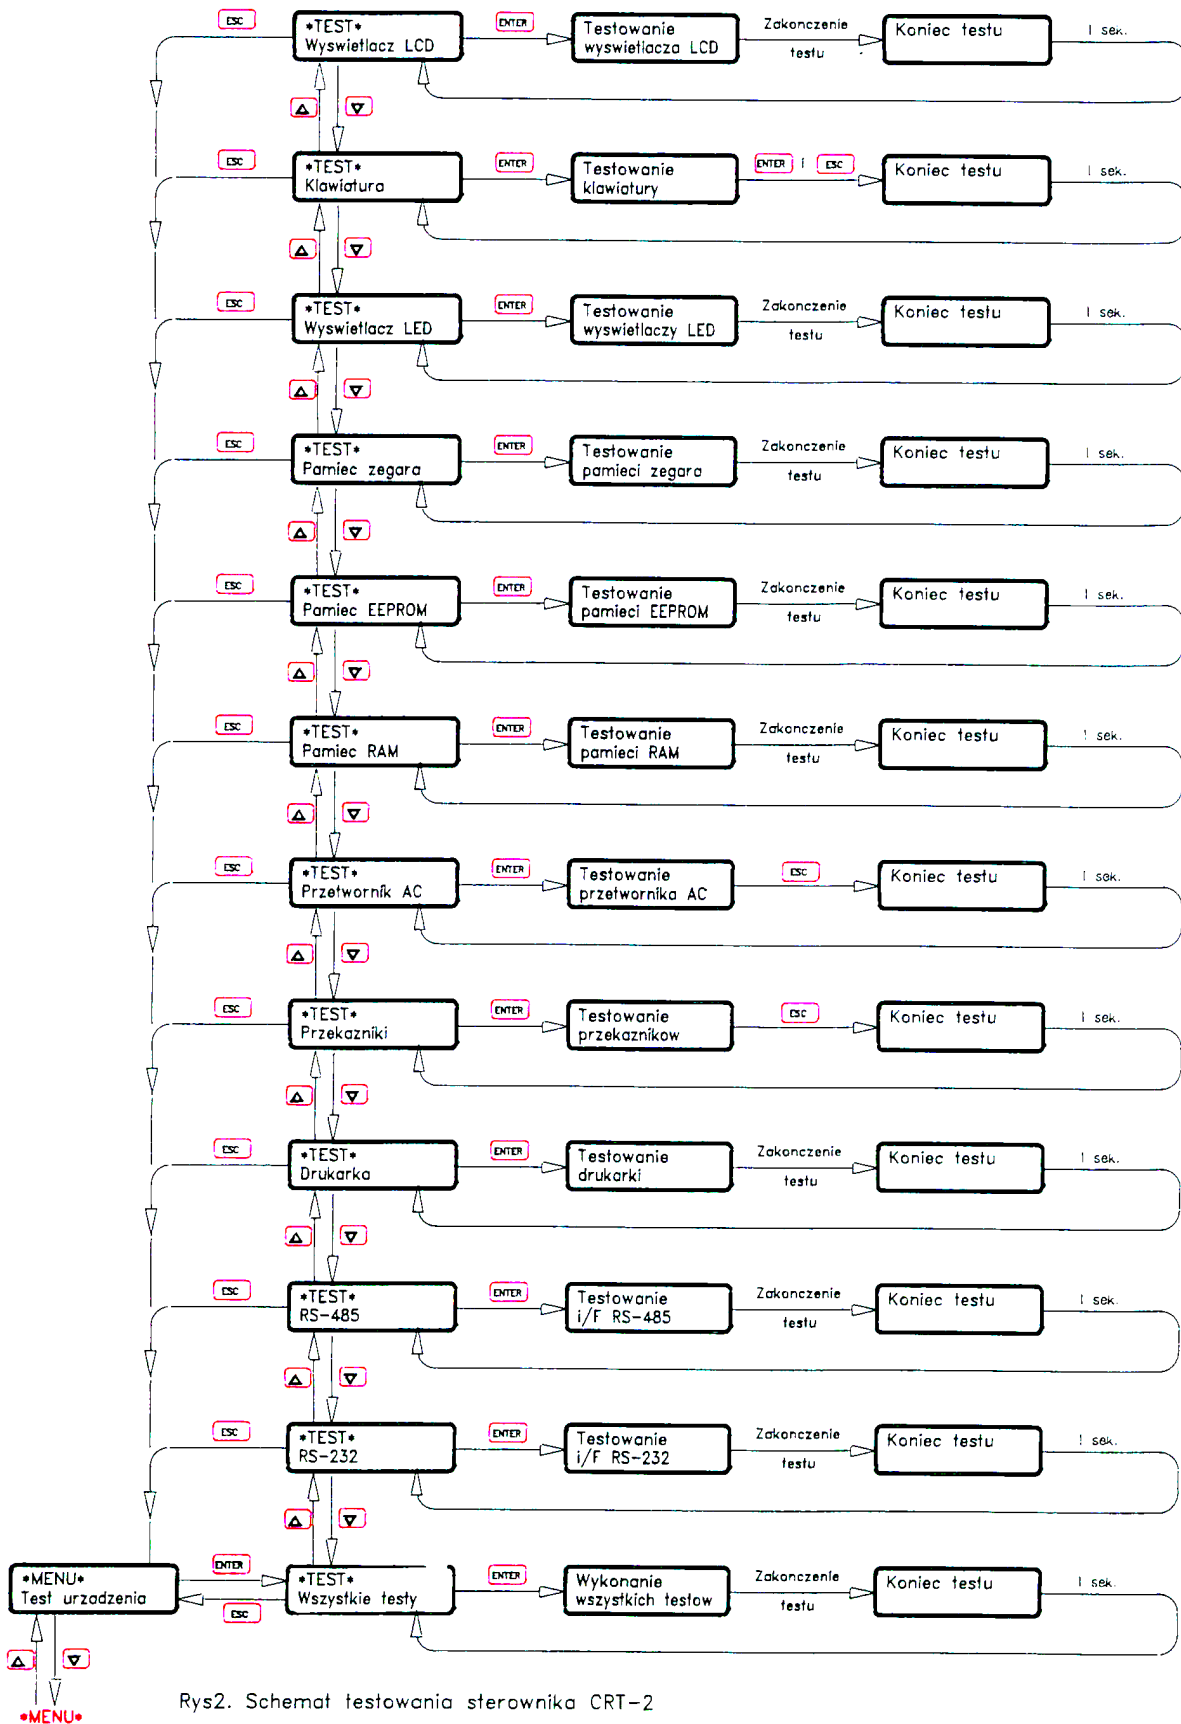 ESC
*TEST*
Wyswietlacz LCD
ENTER
Testowanie
wyswietlacza LCD
Zakonczenie
testu
Koniec testu
1 sek.
ESC
*TEST*
Klawiatura
ENTER
Testowanie
klawiatury
ENTER i ESC
Koniec testu
1 sek.
ESC
*TEST*
Wyswietlacz LED
ENTER
Testowanie
wyswietlaczy LED
Zakonczenie
testu
Koniec testu
1 sek.
ESC
*TEST*
Pamiec zegara
ENTER
Testowanie
pamieci zegara
Zakonczenie
testu
Koniec testu
1 sek.
ESC
*TEST*
Pamiec EEPROM
ENTER
Testowanie
pamieci EEPROM
Zakonczenie
testu
Koniec testu
1 sek.
ESC
*TEST*
Pamiec RAM
ENTER
Testowanie
pamieci RAM
Zakonczenie
testu
Koniec testu
1 sek.
ESC
*TEST*
Przetwornik AC
ENTER
Testowanie
przetwornika AC
ESC
Koniec testu
1 sek.
ESC
*TEST*
Przekazniki
ENTER
Testowanie
przekaznikow
ESC
Koniec testu
1 sek.
ESC
*TEST*
Drukarka
ENTER
Testowanie
drukarki
Zakonczenie
testu
Koniec testu
1 sek.
ESC
*TEST*
RS-485
ENTER
Testowanie
i/F RS-485
Zakonczenie
testu
Koniec testu
1 sek.
ESC
*TEST*
RS-232
ENTER
Testowanie
i/F RS-232
Zakonczenie
testu
Koniec testu
1 sek.
*MENU*
Test urzadzenia
ENTER
ESC
*TEST*
Wszystkie testy
ENTER
Wykonanie
wszystkich testow
Zakonczenie
testu
Koniec testu
1 sek.
*MENU*
Rys2. Schemat testowania sterownika CRT-2